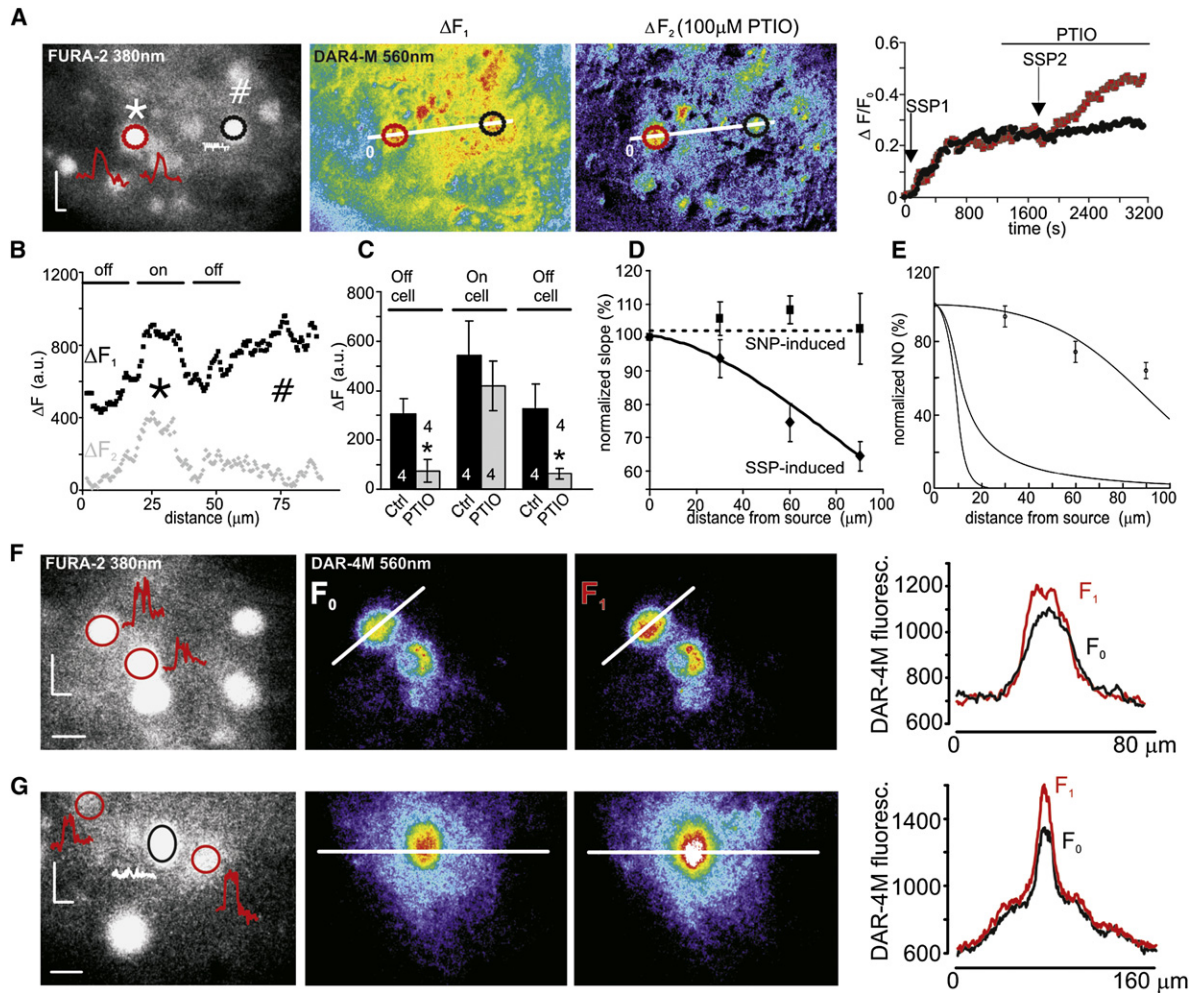 A
ΔF1
ΔF2 (100µM PTIO)
FURA-2 380nm
*
#
DAR4-M 560nm
0
0
PTIO
SSP2
SSP1
Δ F/F0
0.6
0.4
0.2
0
0 800 1600 2400 3200
time (s)
B
off on off
1200
800
400
0
ΔF (a.u.)
ΔF1
ΔF2
*
#
0 25 50 75
distance (µm)
C
Off cell
On cell
Off cell
800
600
400
200
0
ΔF (a.u.)
4
4
*
4
4
4
*
4
Ctrl PTIO Ctrl PTIO Ctrl PTIO
D
120
110
100
90
80
70
60
normalized slope (%)
SNP-induced
SSP-induced
0 20 40 60 80 100
distance from source (µm)
E
120
80
40
0
normalized NO (%)
0 20 40 60 80 100
distance from source (µm)
F
FURA-2 380nm
DAR-4M 560nm
F0
F1
DAR-4M fluoresc.
1200
1000
800
600
F1
F0
0 80 µm
G
DAR-4M fluoresc.
1400
1200
1000
800
600
F1
F0
0 160 µm